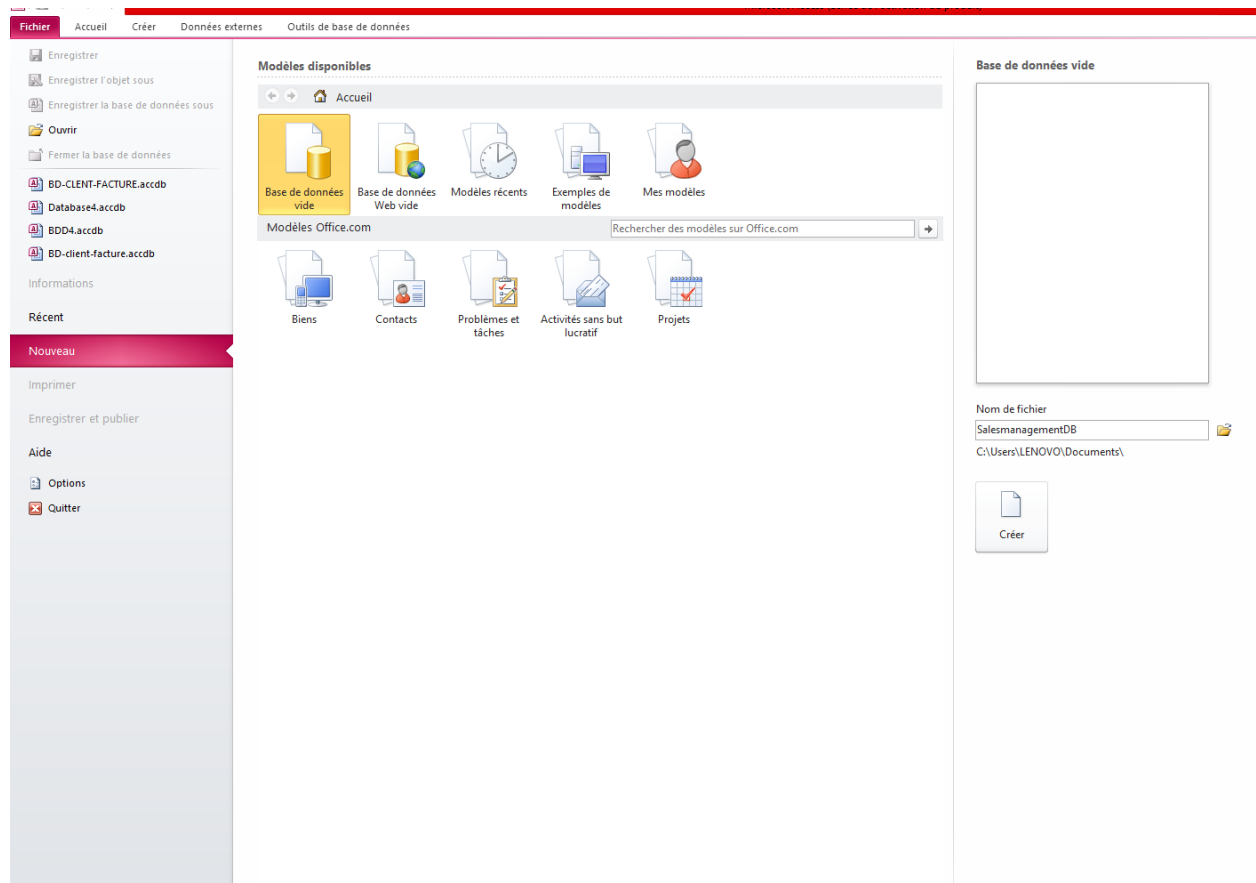 Fichier Accueil Créer Données externes Outils de base de données
Enregistrer
Enregistrer l'objet sous
Enregistrer la base de données sous
Ouvrir
Fermer la base de données
BD-CLENT-FACTURE.accdb
Database4.accdb
BDD4.accdb
BD-client-facture.accdb
Informations
Récent
Nouveau
Imprimer
Enregistrer et publier
Aide
Options
Quitter
Modèles disponibles
Accueil
Base de données vide
Base de données Web vide
Modèles récents
Exemples de modèles
Mes modèles
Modèles Office.com
Rechercher des modèles sur Office.com
Biens
Contacts
Problèmes et tâches
Activités sans but lucratif
Projets
Base de données vide
Nom de fichier
SalesmanagementDB
C:\Users\LENOVO\Documents\
Créer